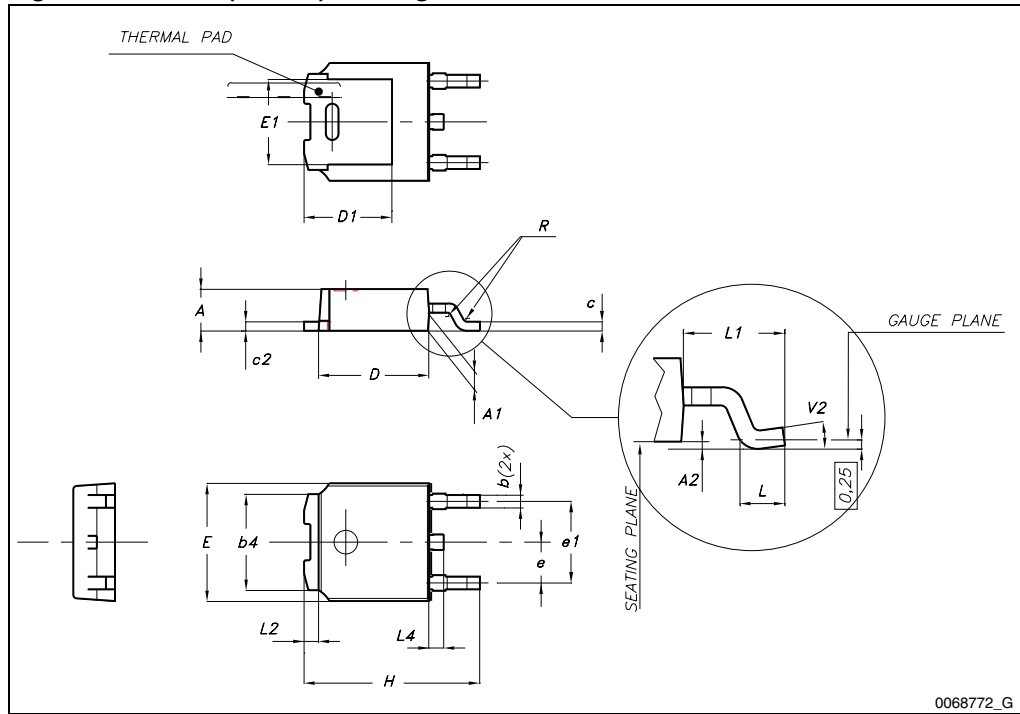 THERMAL PAD
E1
D1
R
A
c
c2
D
A1
L1
GAUGE PLANE
V2
A2
L
0,25
SEATING PLANE
b(2x)
E
b4
e1
e
L2
L4
H
0068772_G